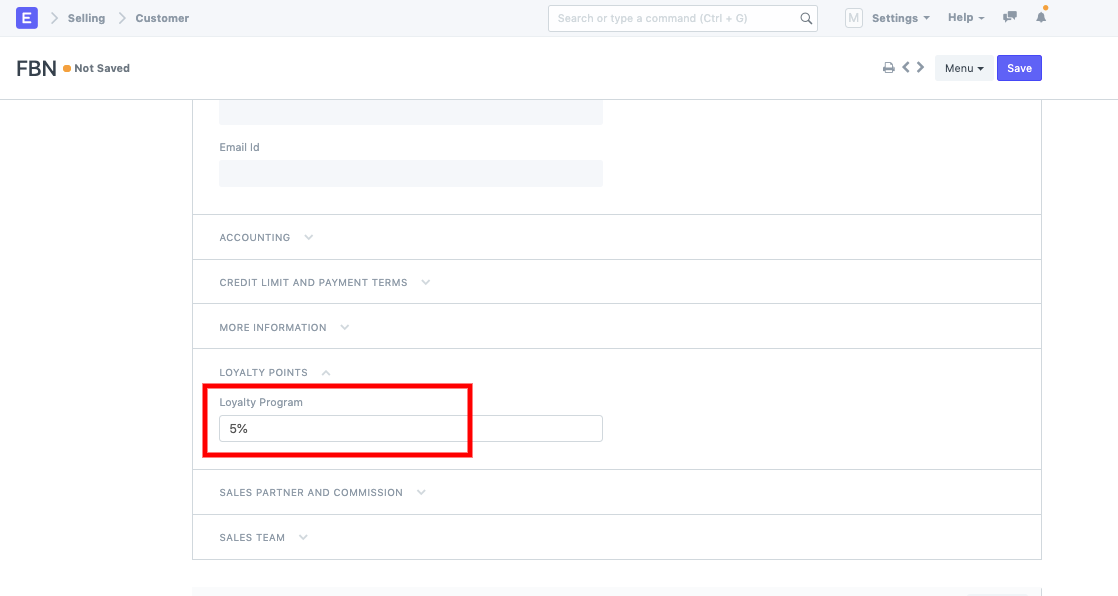 E Selling Customer Search or type a command (Ctrl + G) M Settings Help
FBN Not Saved Menu Save
Email Id
ACCOUNTING
CREDIT LIMIT AND PAYMENT TERMS
MORE INFORMATION
LOYALTY POINTS
Loyalty Program
5%
SALES PARTNER AND COMMISSION
SALES TEAM